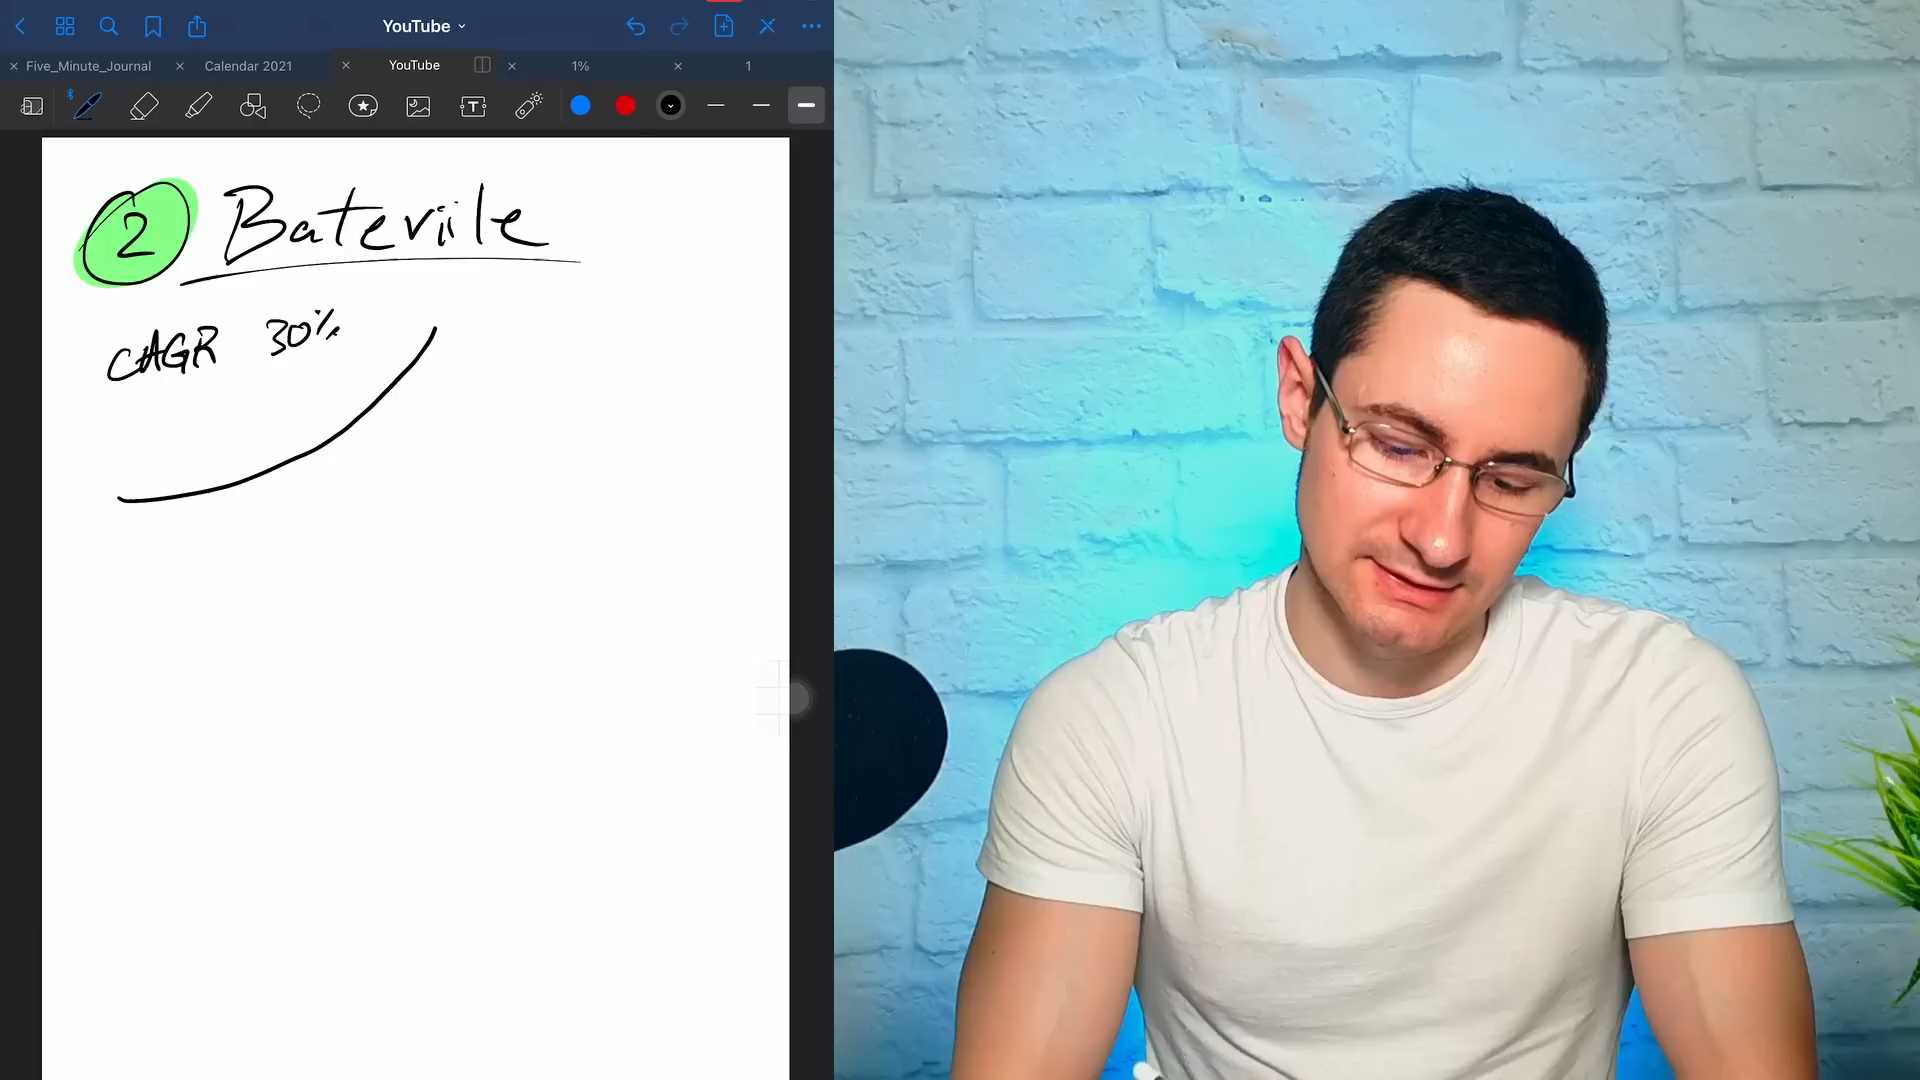 YouTube
Five_Minute_Journal
Calendar 2021
YouTube
1%
1
T
2 Bateriile
CAGR 30%